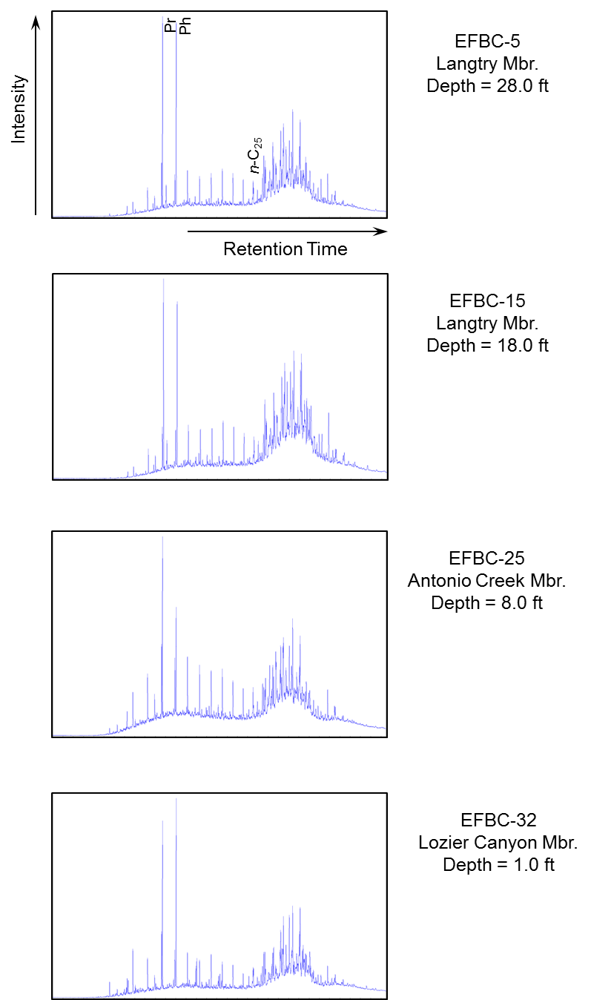 Pr
Ph
EFBC-5
Langtry Mbr.
Depth = 28.0 ft
Intensity
n-C25
Retention Time
EFBC-15
Langtry Mbr.
Depth = 18.0 ft
EFBC-25
Antonio Creek Mbr.
Depth = 8.0 ft
EFBC-32
Lozier Canyon Mbr.
Depth = 1.0 ft